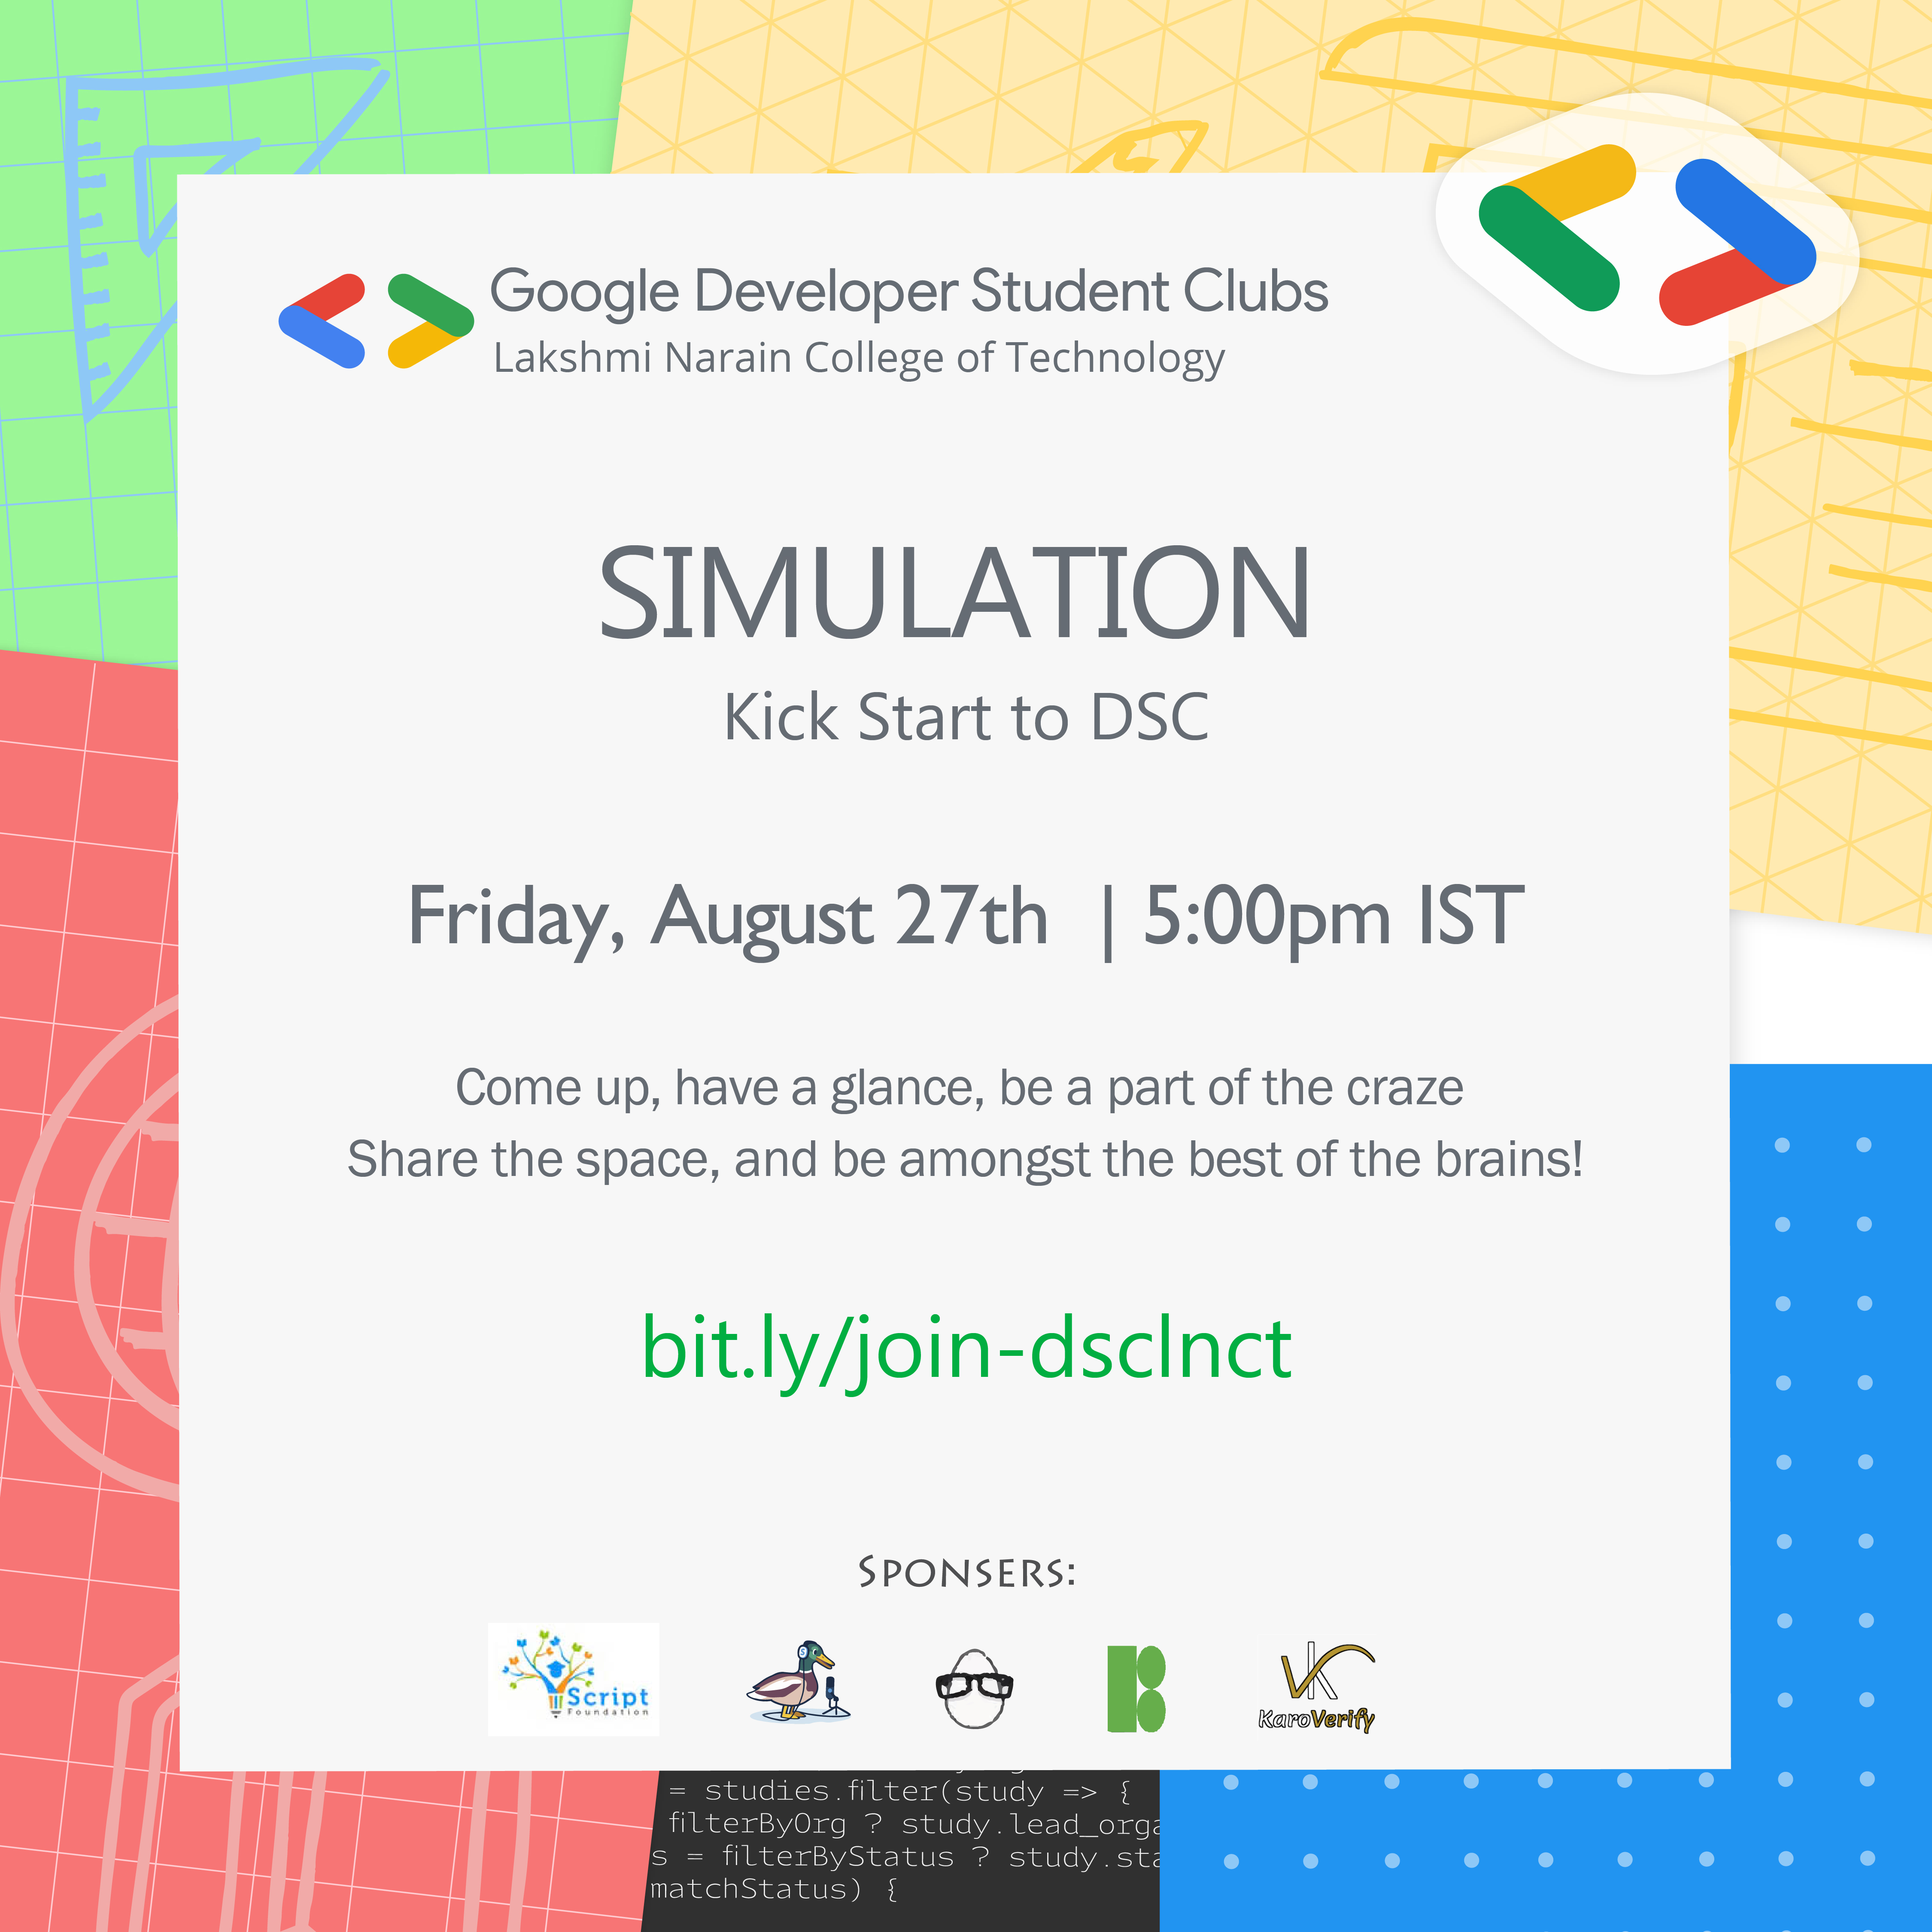 Google Developer Student Clubs
Lakshmi Narain College of Technology
SIMULATION
Kick Start to DSC
Friday, August 27th | 5:00pm IST
Come up, have a glance, be a part of the craze
Share the space, and be amongst the best of the brains!
bit.ly/join-dsclnct
SPONSERS:
Script
Foundation
KaroVerify
= studies.filter(study => {
filterByOrg ? study.lead_orga
s = filterByStatus ? study.sta
matchStatus) {